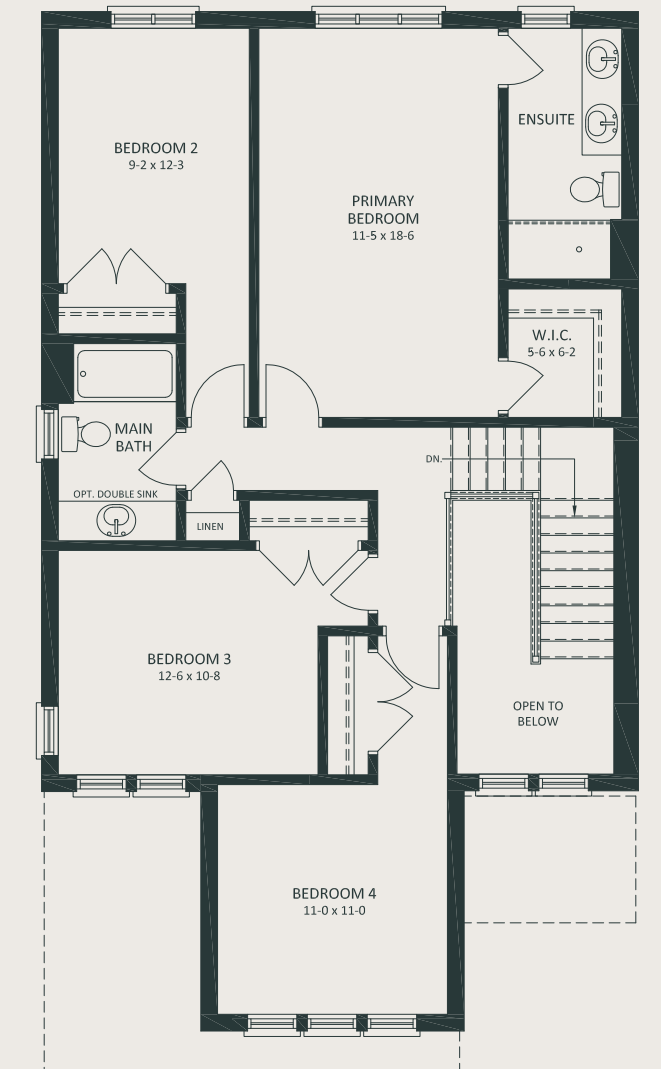 BEDROOM 2
9-2 x 12-3
PRIMARY
BEDROOM
11-5 x 18-6
ENSUITE
W.I.C.
5-6 x 6-2
MAIN
BATH
OPT. DOUBLE SINK
LINEN
DN.
BEDROOM 3
12-6 x 10-8
OPEN TO
BELOW
BEDROOM 4
11-0 x 11-0